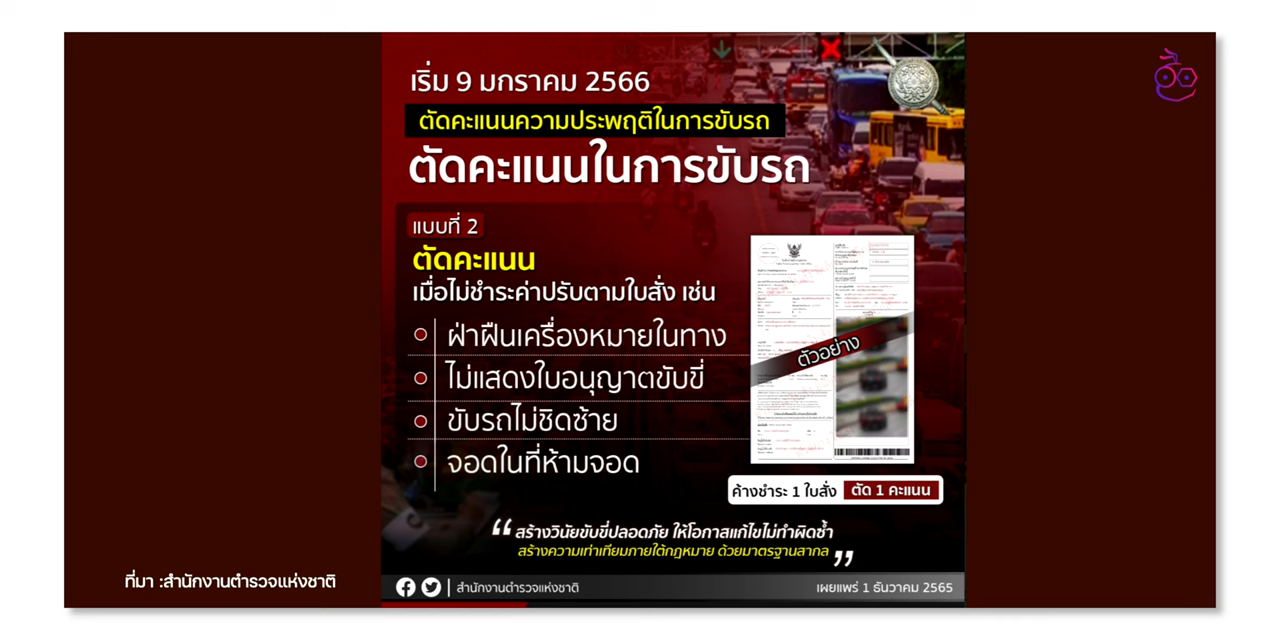 เริ่ม 9 มกราคม 2566
ตัดคะแนนความประพฤติในการขับรถ
ตัดคะแนนในการขับรถ
แบบที่ 2
ตัดคะแนน
เมื่อไม่ชำระค่าปรับตามใบสั่ง เช่น
ฝ่าฝืนเครื่องหมายในทาง
ไม่แสดงใบอนุญาตขับขี่
ขับรถไม่ชิดซ้าย
จอดในที่ห้ามจอด
ตัวอย่าง
ค้างชำระ 1 ใบสั่ง ตัด 1 คะแนน
“สร้างวินัยขับขี่ปลอดภัย ให้โอกาสแก้ไขไม่ทำผิดซ้ำ
สร้างความเท่าเทียมภายใต้กฎหมาย ด้วยมาตรฐานสากล”
ที่มา :สำนักงานตำรวจแห่งชาติ
สำนักงานตำรวจแห่งชาติ
เผยแพร่ 1 ธันวาคม 2565